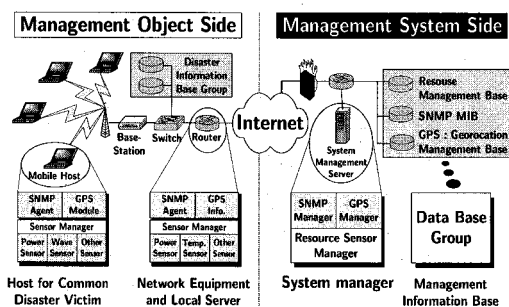 Management Object Side
Management System Side
Disaster
Information
Base Group
Resouse
Management Base
SNMP MIB
GPS : Georocation
Management Base
Internet
Base-
Station
Switch
Router
System
Management
Server
Mobile Host
SNMP
Agent
GPS
Module
Sensor Manager
Power
Sensor
Wave
Sensor
Other
Sensor
SNMP
Agent
GPS
Info.
Sensor Manager
Power
Sensor
Temp.
Sensor
Other
Sensor
SNMP
Manager
GPS
Manager
Resource Sensor
Manager
Data Base
Group
Host for Common
Disaster Victim
Network Equipment
and Local Server
System manager
Management
Information Base